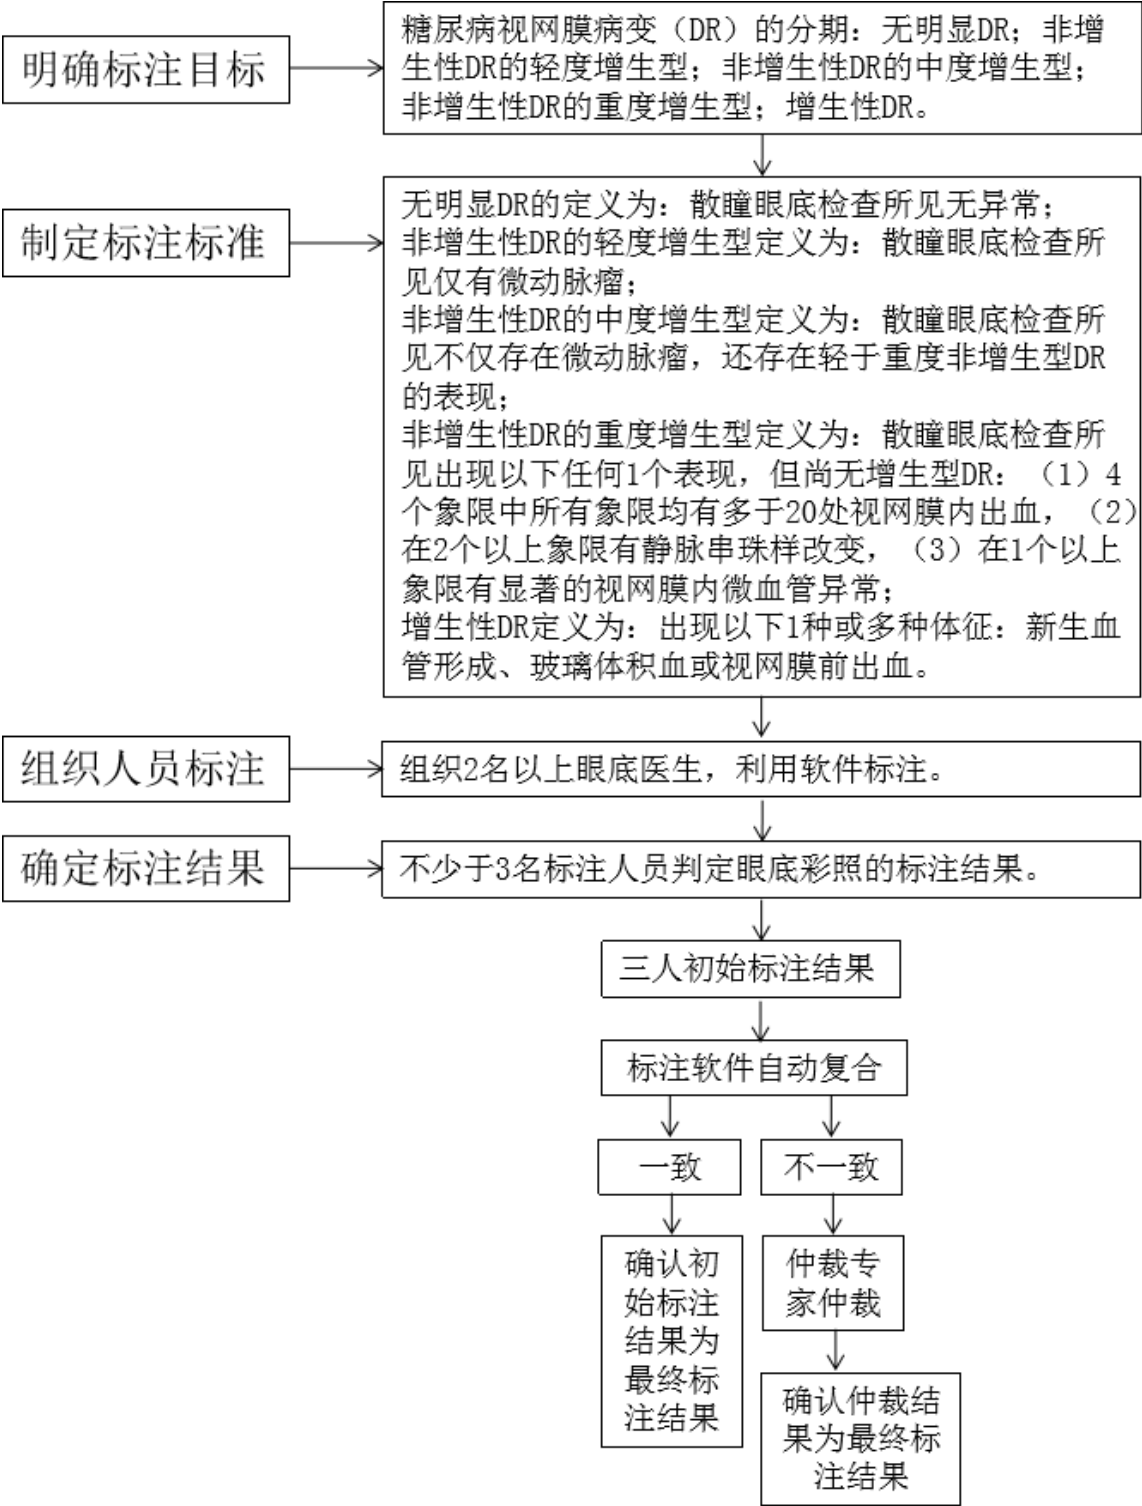 明确标注目标
糖尿病视网膜病变（DR）的分期：无明显DR；非增
生性DR的轻度增生型；非增生性DR的中度增生型；
非增生性DR的重度增生型；增生性DR。
制定标注标准
无明显DR的定义为：散瞳眼底检查所见无异常；
非增生性DR的轻度增生型定义为：散瞳眼底检查所
见仅有微动脉瘤；
非增生性DR的中度增生型定义为：散瞳眼底检查所
见不仅存在微动脉瘤，还存在轻于重度非增生型DR
的表现；
非增生性DR的重度增生型定义为：散瞳眼底检查所
见出现以下任何1个表现，但尚无增生型DR：（1）4
个象限中所有象限均有多于20处视网膜内出血，（2）
在2个以上象限有静脉串珠样改变，（3）在1个以上
象限有显著的视网膜内微血管异常；
增生性DR定义为：出现以下1种或多种体征：新生血
管形成、玻璃体积血或视网膜前出血。
组织人员标注
组织2名以上眼底医生，利用软件标注。
确定标注结果
不少于3名标注人员判定眼底彩照的标注结果。
三人初始标注结果
标注软件自动复合
一致
不一致
确认初
始标注
结果为
最终标
注结果
仲裁专
家仲裁
确认仲裁结
果为最终标
注结果